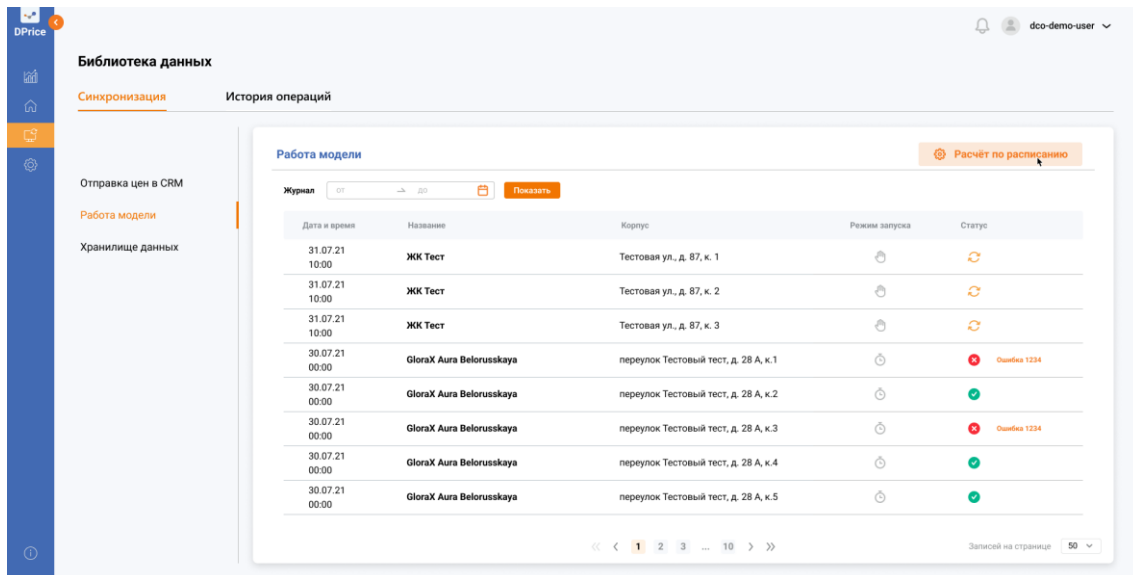 DPrice
dco-demo-user
Библиотека данных
Синхронизация История операций
Отправка цен в CRM
Работа модели
Хранилище данных
Работа модели
Расчёт по расписанию
Журнал от до Показать
Дата и время Название Корпус Режим запуска Статус
31.07.21
10:00
ЖК Тест Тестовая ул., д. 87, к. 1
31.07.21
10:00
ЖК Тест Тестовая ул., д. 87, к. 2
31.07.21
10:00
ЖК Тест Тестовая ул., д. 87, к. 3
30.07.21
00:00
GloraX Aura Belorusskaya переулок Тестовый тест, д. 28 А, к.1 Ошибка 1234
30.07.21
00:00
GloraX Aura Belorusskaya переулок Тестовый тест, д. 28 А, к.2
30.07.21
00:00
GloraX Aura Belorusskaya переулок Тестовый тест, д. 28 А, к.3 Ошибка 1234
30.07.21
00:00
GloraX Aura Belorusskaya переулок Тестовый тест, д. 28 А, к.4
30.07.21
00:00
GloraX Aura Belorusskaya переулок Тестовый тест, д. 28 А, к.5
1 2 3 ... 10
Записей на странице 50